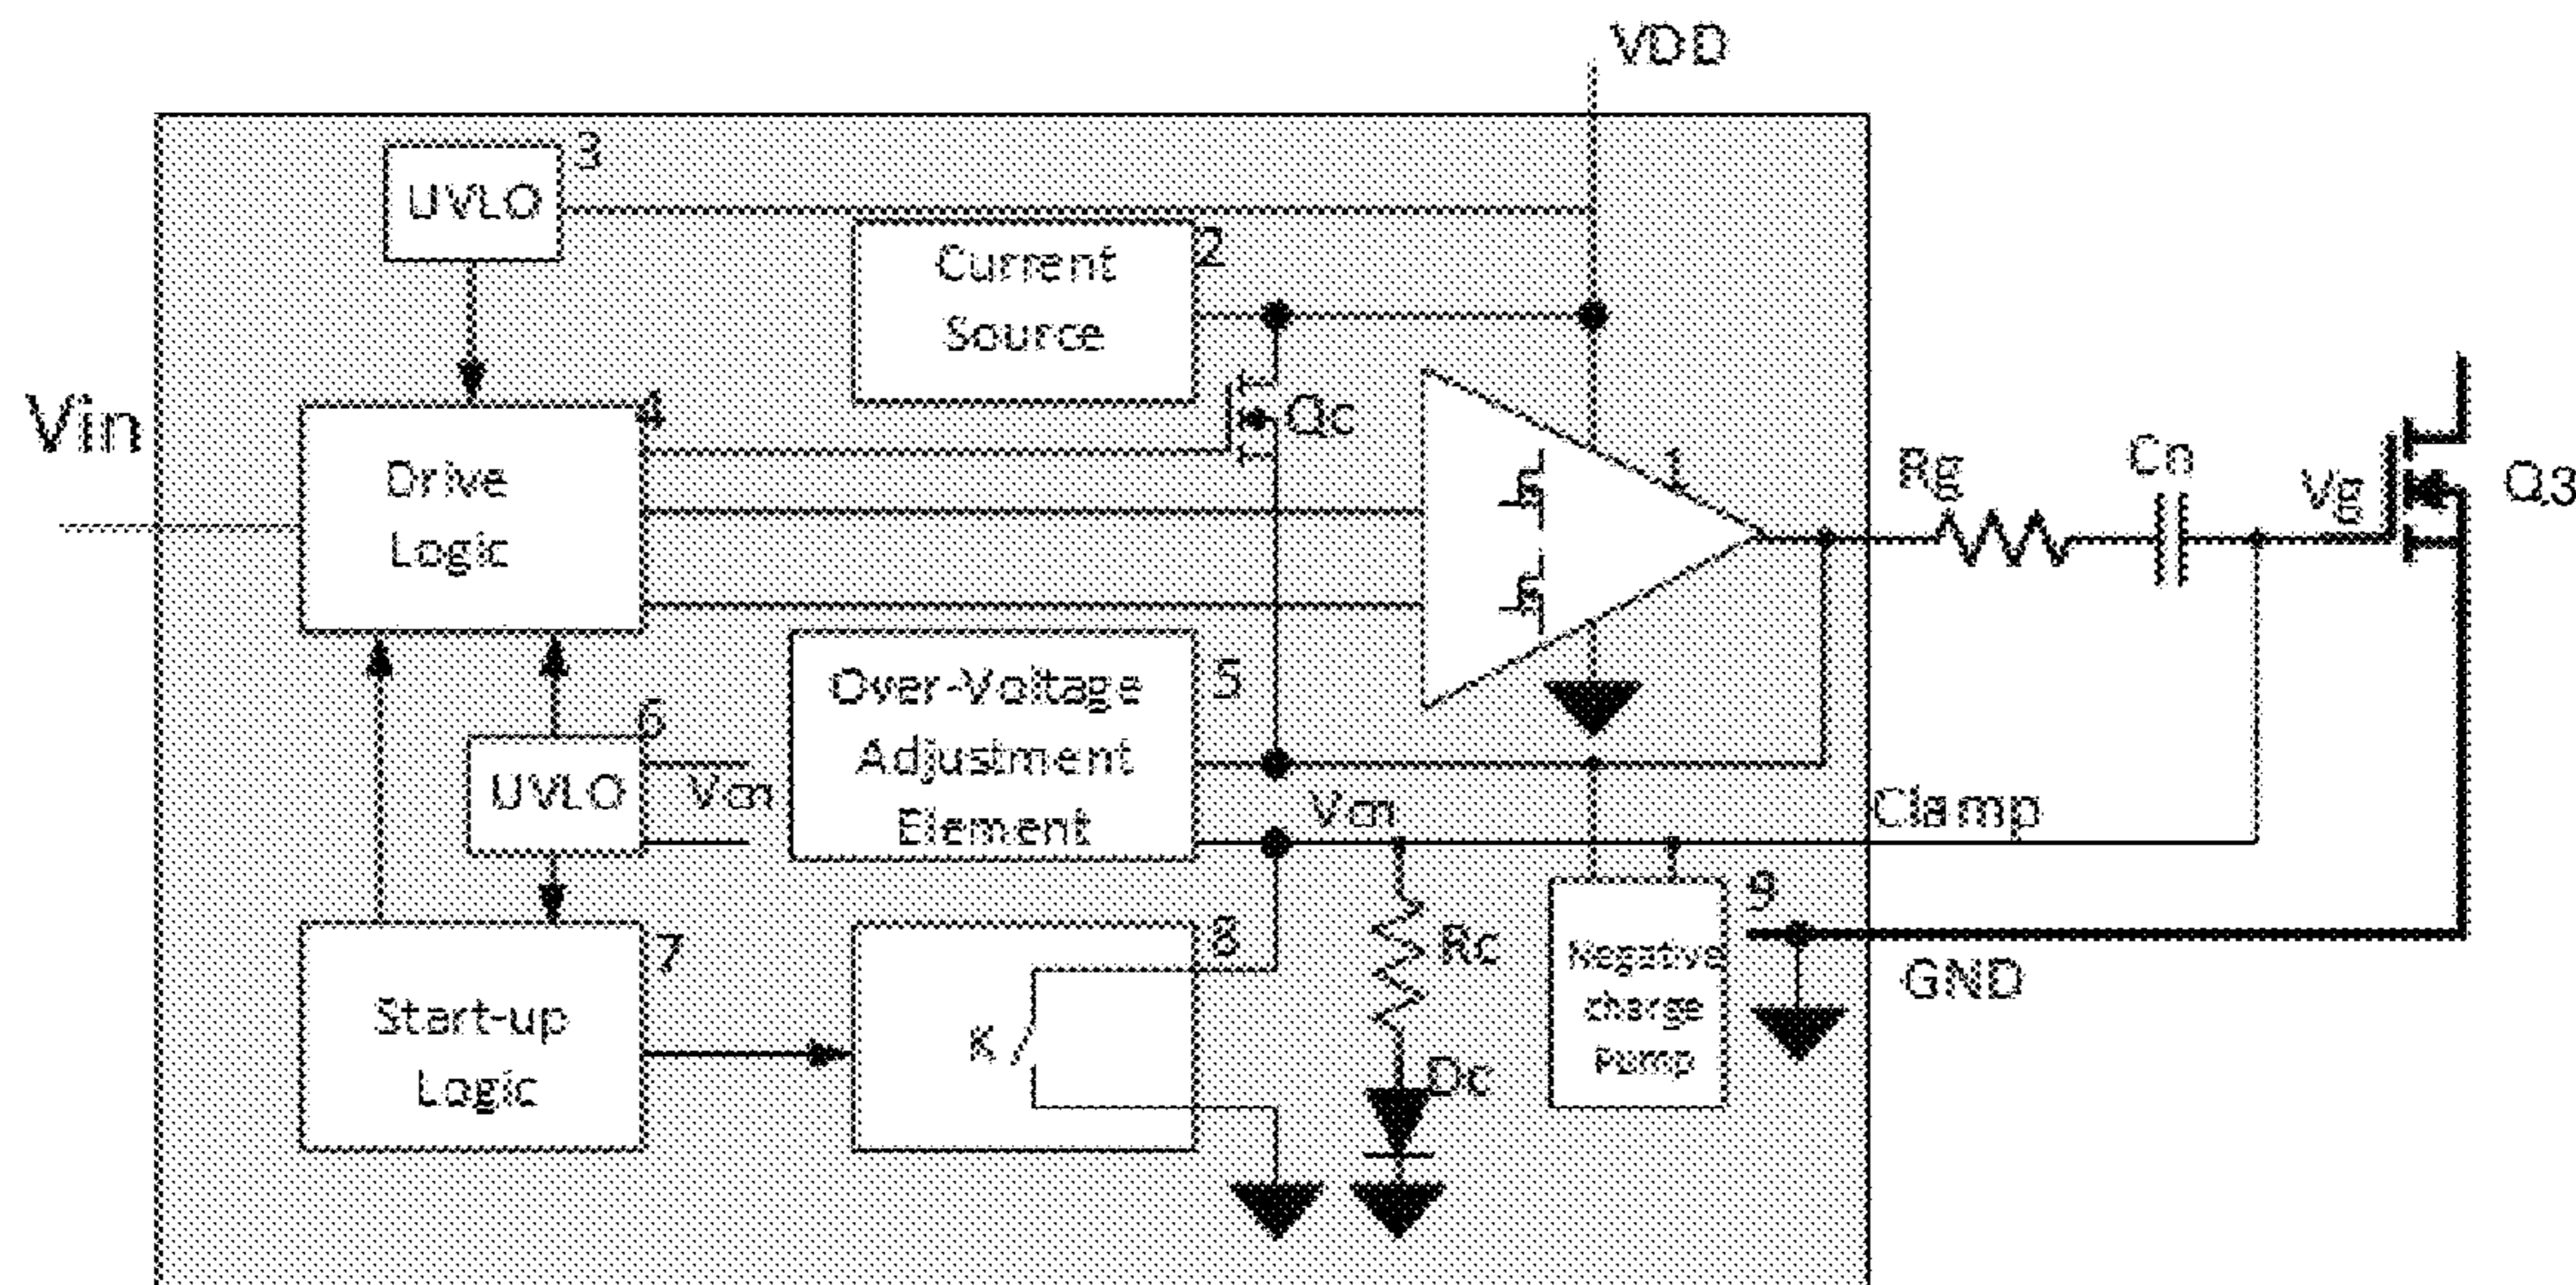 VDD
3
UVLO
2
Current
Source
Vin
4
Qc
Drive
Logic
1
Rg
Cn
Vg
Q3
5
Over-Voltage
Adjustment
Element
6
UVLO
Vcn
Vcn
Clamp
9
8
7
Rc
Negative
charge
Pump
GND
Start-up
Logic
K
Dc